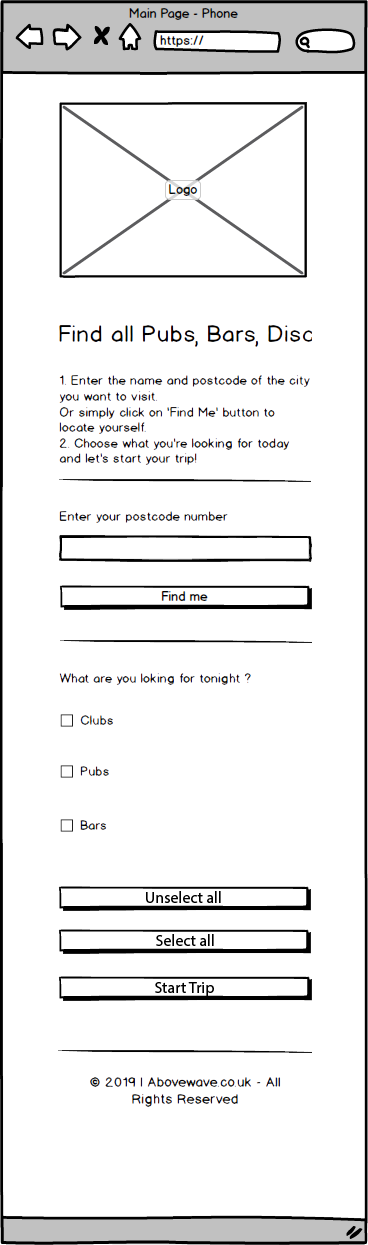 Main Page - Phone
https://
Logo
Find all Pubs, Bars, Disc
1. Enter the name and postcode of the city
you want to visit.
Or simply click on 'Find Me' button to
locate yourself.
2. Choose what you're looking for today
and let's start your trip!
Enter your postcode number
Find me
What are you loking for tonight ?
Clubs
Pubs
Bars
Unselect all
Select all
Start Trip
© 2019 | Abovewave.co.uk - All
Rights Reserved